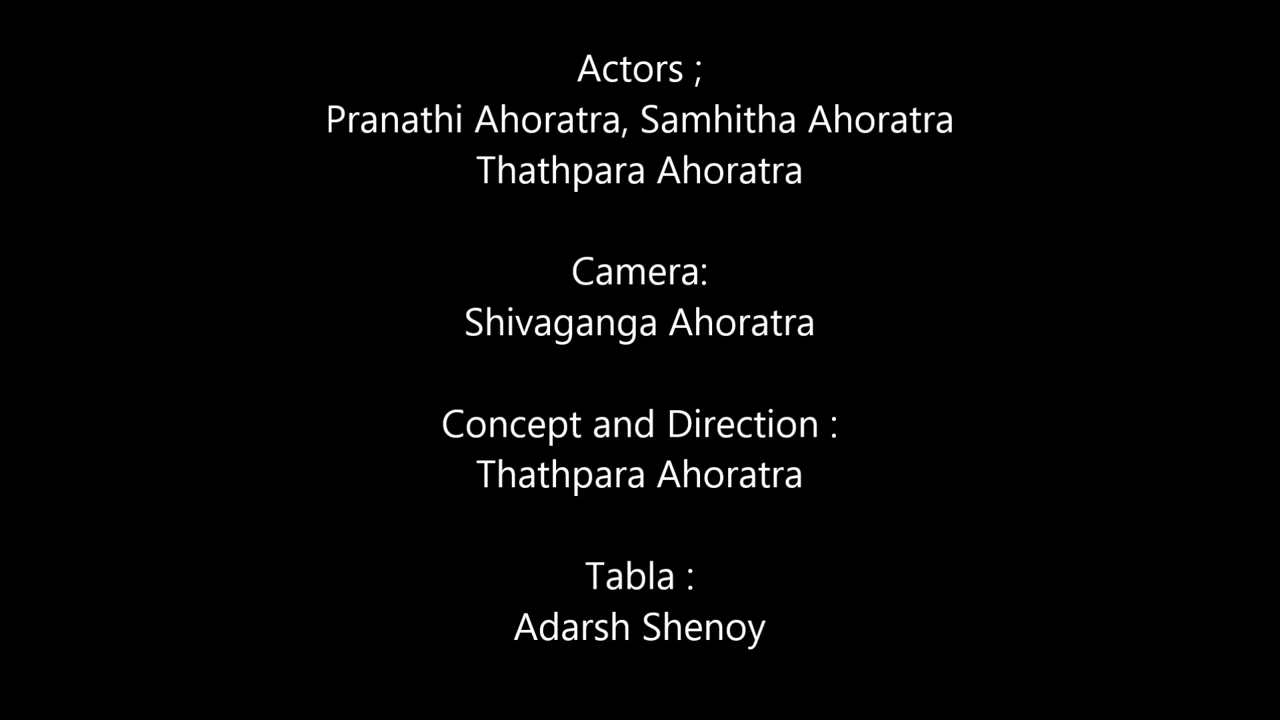 Actors ;
Pranathi Ahoratra, Samhitha Ahoratra
Thathpara Ahoratra
Camera:
Shivaganga Ahoratra
Concept and Direction :
Thathpara Ahoratra
Tabla :
Adarsh Shenoy